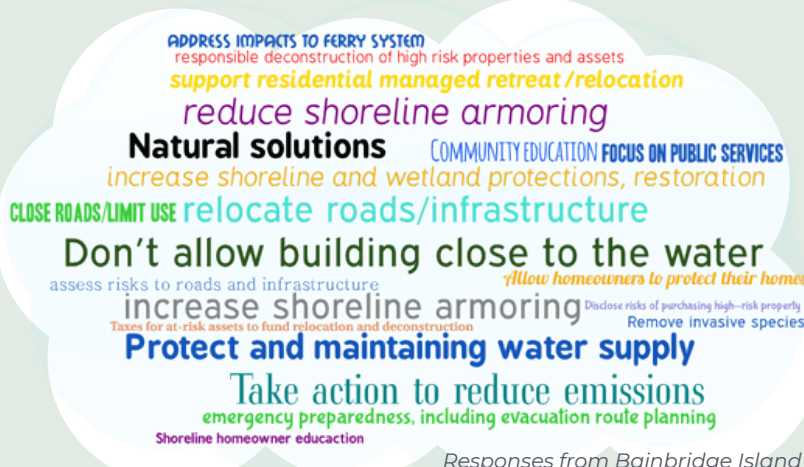 ADDRESS IMPACTS TO FERRY SYSTEM
responsible deconstruction of high risk properties and assets
support residential managed retreat/relocation
reduce shoreline armoring
Natural solutions COMMUNITY EDUCATION FOCUS ON PUBLIC SERVICES
increase shoreline and wetland protections, restoration
CLOSE ROADS/LIMIT USE relocate roads/infrastructure
Don't allow building close to the water
assess risks to roads and infrastructure Allow homeowners to protect their homes
increase shoreline armoring Disclose risks of purchasing high-risk property
Taxes for at-risk assets to fund relocation and deconstruction Remove invasive species
Protect and maintaining water supply
Take action to reduce emissions
emergency preparedness, including evacuation route planning
Shoreline homeowner educaction
Responses from Bainbridge Island